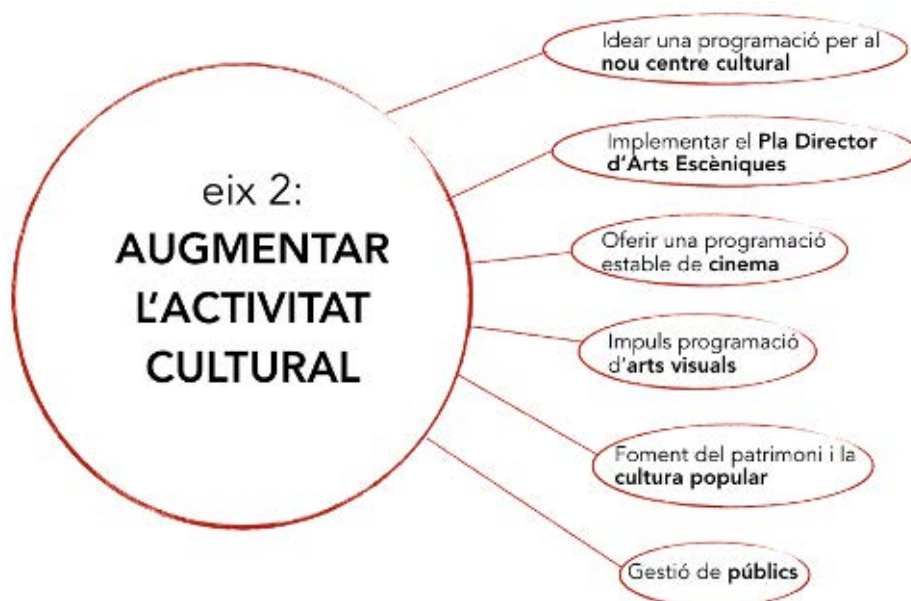 eix 2:
AUGMENTAR
L'ACTIVITAT
CULTURAL
Idear una programació per al
nou centre cultural
Implementar el Pla Director
d'Arts Escèniques
Oferir una programació
estable de cinema
Impuls programació
d'arts visuals
Foment del patrimoni i la
cultura popular
Gestió de públics